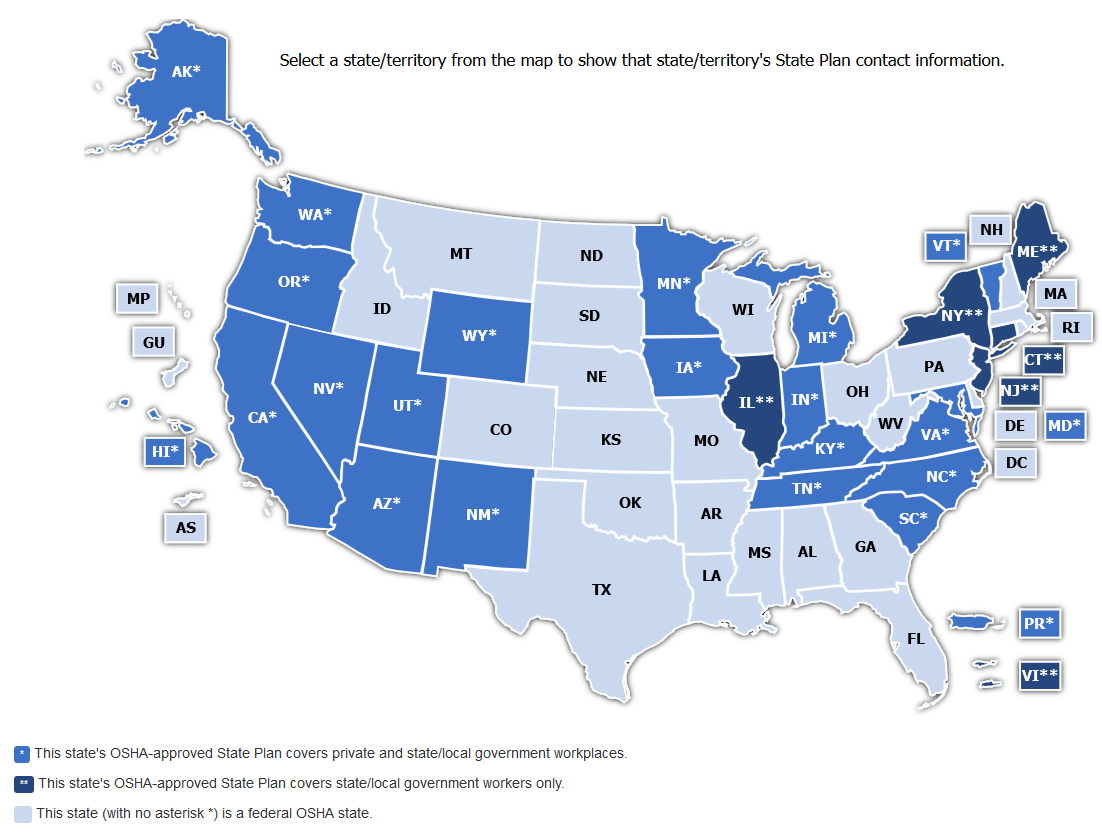 AK*
Select a state/territory from the map to show that state/territory's State Plan contact information.
WA*
MT
ND
MN*
VT*
NH
ME**
OR*
ID
MP
SD
WI
MA
WY*
NY**
RI
GU
MI*
CT**
NV*
UT*
NE
IA*
IL**
IN*
OH
PA
NJ**
CA*
CO
KS
MO
WV
VA*
DE
MD*
HI*
KY*
DC
AZ*
NM*
OK
AR
TN*
NC*
SC*
AS
TX
LA
MS
AL
GA
FL
PR*
VI**
* This state's OSHA-approved State Plan covers private and state/local government workplaces.
** This state's OSHA-approved State Plan covers state/local government workers only.
This state (with no asterisk *) is a federal OSHA state.